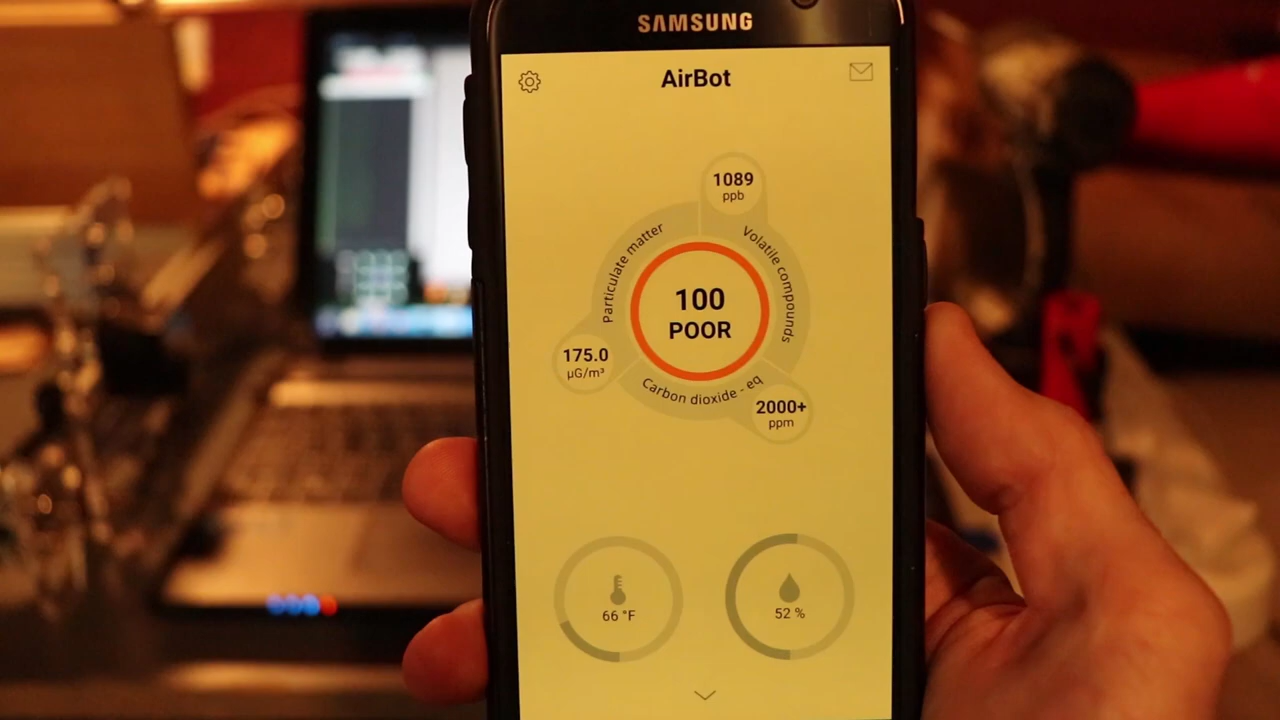 SAMSUNG
AirBot
1089
ppb
Particulate matter
Volatile compounds
100
POOR
175.0
µG/m³
Carbon dioxide - eq
2000+
ppm
66 °F
52 %